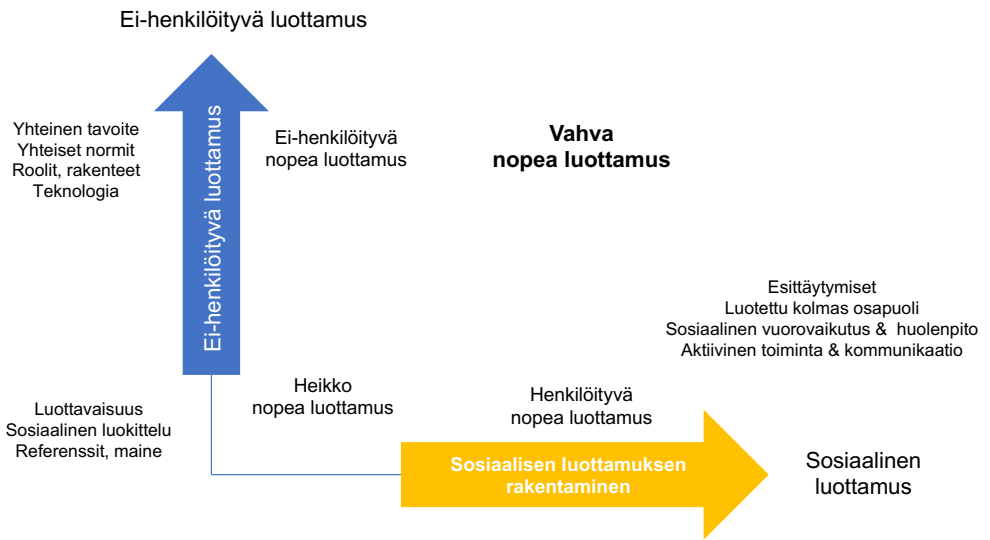 Ei-henkilöityvä luottamus
Yhteinen tavoite
Yhteiset normit
Roolit, rakenteet
Teknologia
Ei-henkilöityvä luottamus
Ei-henkilöityvä
nopea luottamus
Vahva
nopea luottamus
Esittäytymiset
Luotettu kolmas osapuoli
Sosiaalinen vuorovaikutus & huolenpito
Aktiivinen toiminta & kommunikaatio
Luottavaisuus
Sosiaalinen luokittelu
Referenssit, maine
Heikko
nopea luottamus
Henkilöityvä
nopea luottamus
Sosiaalisen luottamuksen
rakentaminen
Sosiaalinen
luottamus